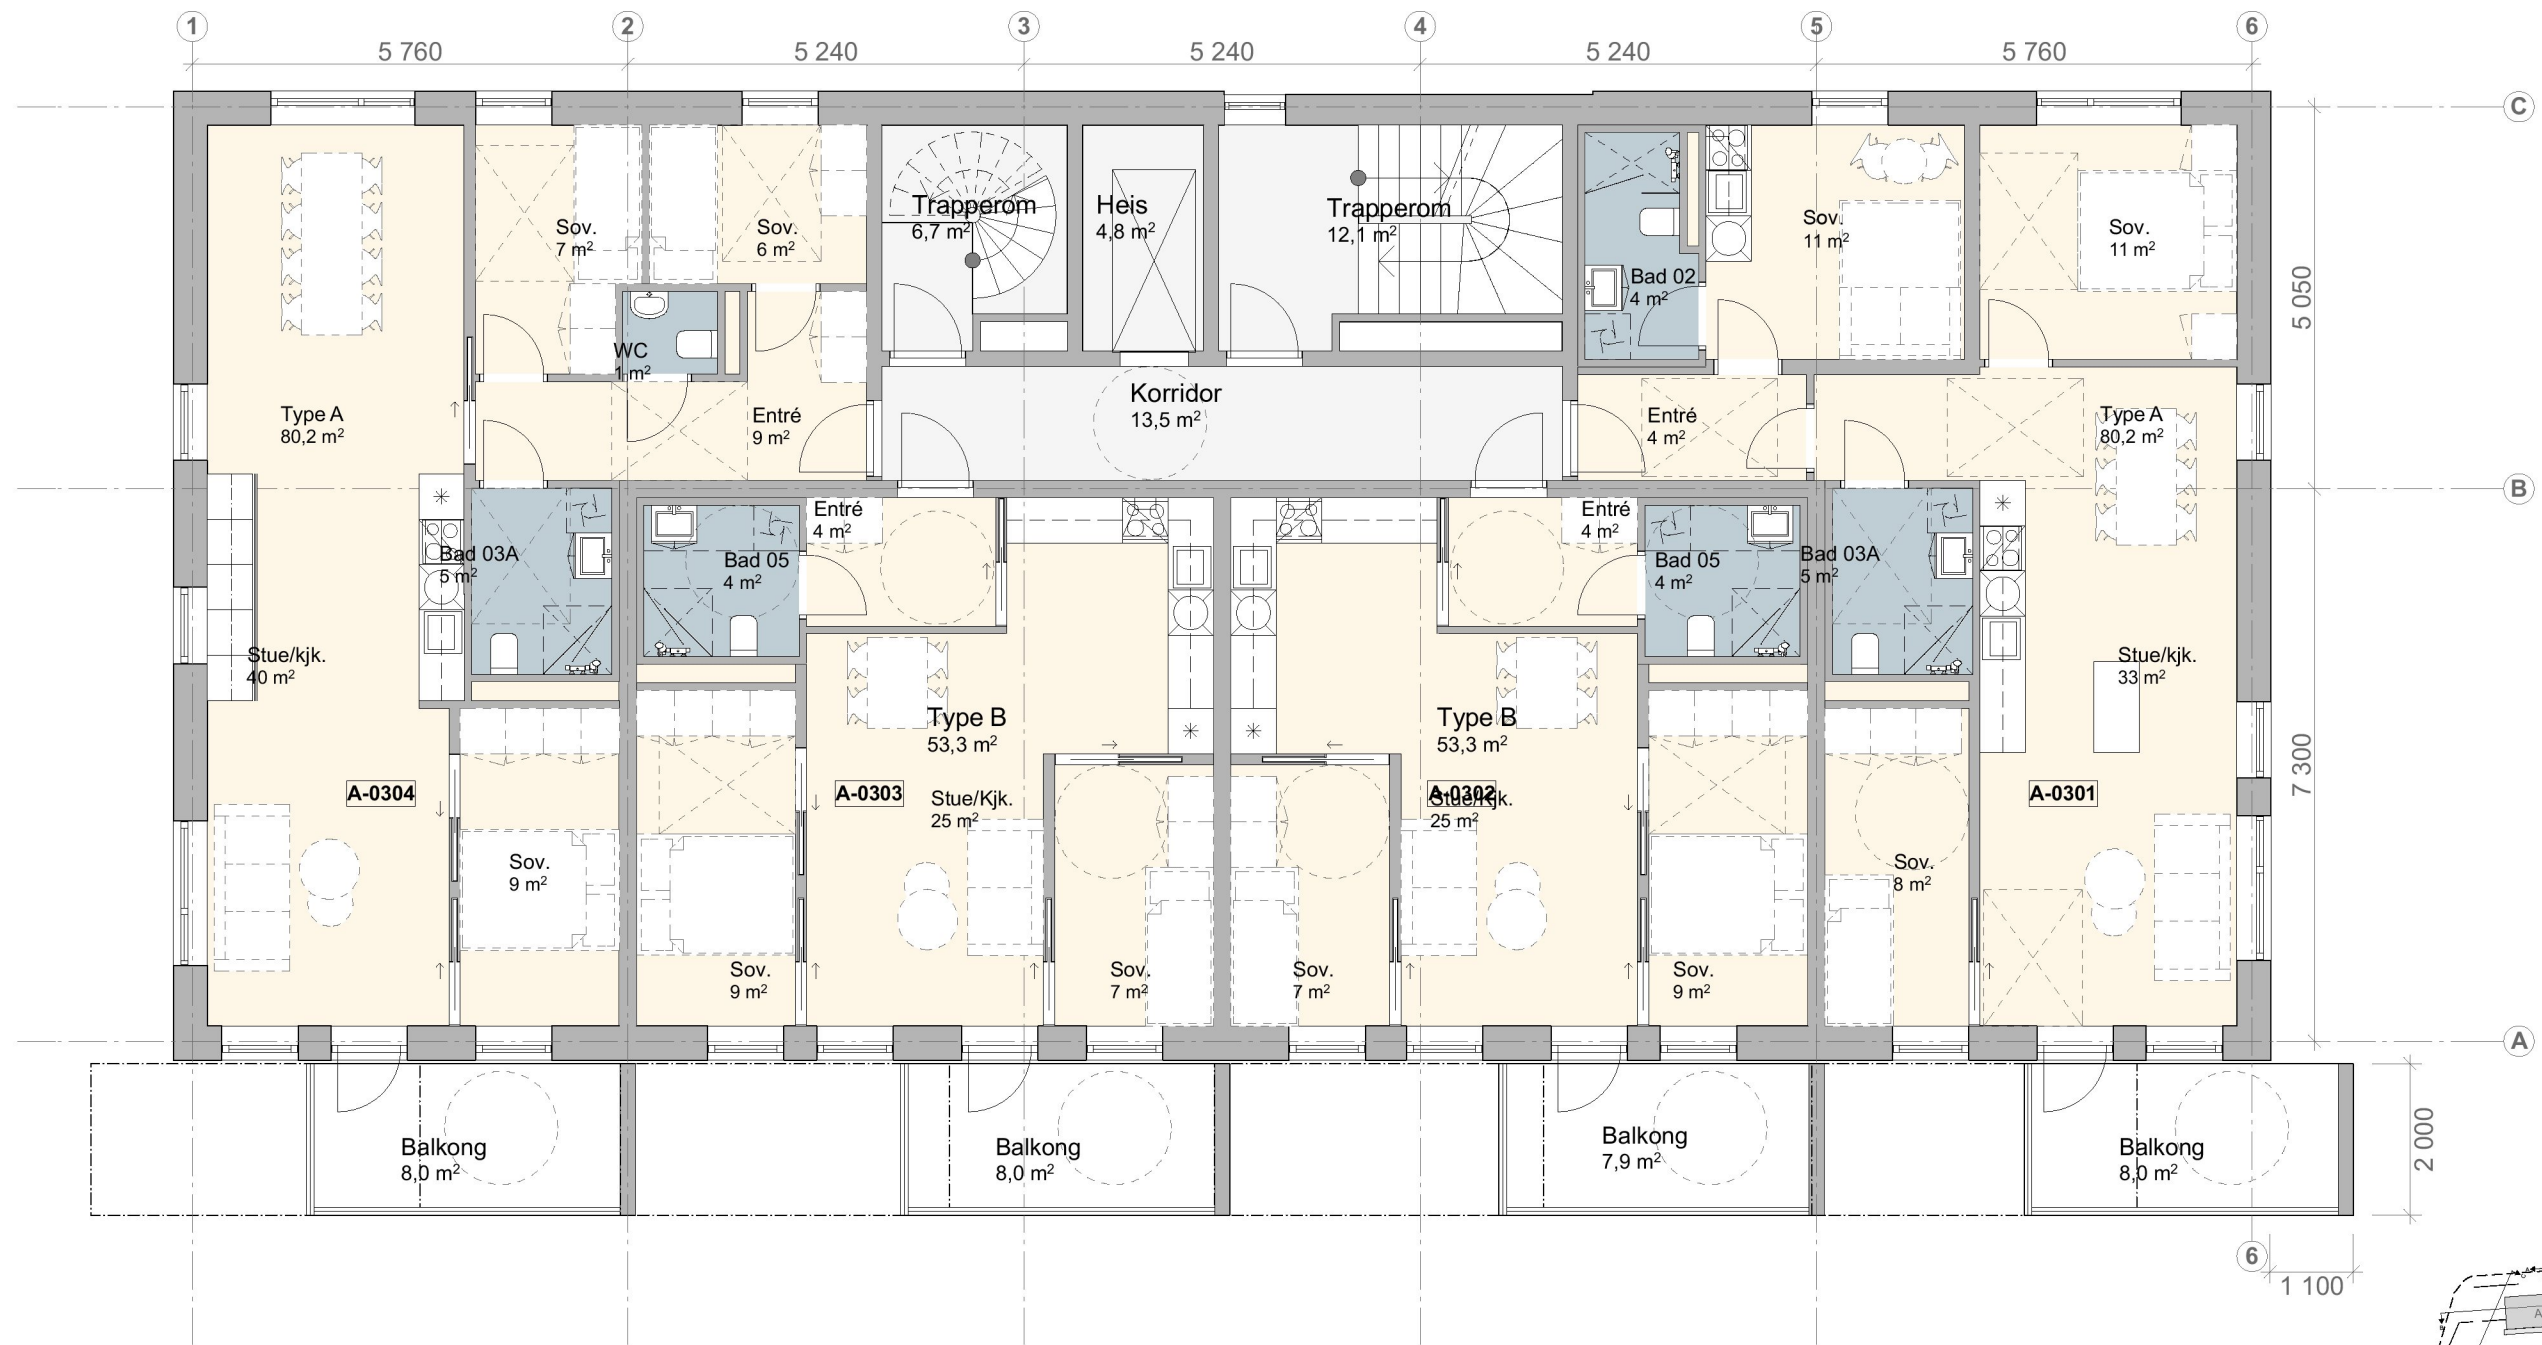 1
2
3
4
5
6
5 760
5 240
5 240
5 240
5 760
C
Sov.
7 m²
Sov.
6 m²
Trapperom
6,7 m²
Heis
4,8 m²
Trapperom
12,1 m²
Bad 02
4 m²
Sov.
11 m²
Sov.
11 m²
5 050
WC
1 m²
Type A
80,2 m²
Entré
9 m²
Korridor
13,5 m²
Entré
4 m²
Type A
80,2 m²
B
Bad 03A
5 m²
Bad 05
4 m²
Entré
4 m²
Entré
4 m²
Bad 05
4 m²
Bad 03A
5 m²
Stue/kjk.
40 m²
Type B
53,3 m²
Type B
53,3 m²
Stue/kjk.
33 m²
7 300
A-0304
A-0303
Stue/Kjk.
25 m²
A-0302
Stue/Kjk.
25 m²
A-0301
Sov.
9 m²
Sov.
8 m²
Sov.
9 m²
Sov.
7 m²
Sov.
7 m²
Sov.
9 m²
A
Balkong
8,0 m²
Balkong
8,0 m²
Balkong
7,9 m²
Balkong
8,0 m²
2 000
6
1 100
A